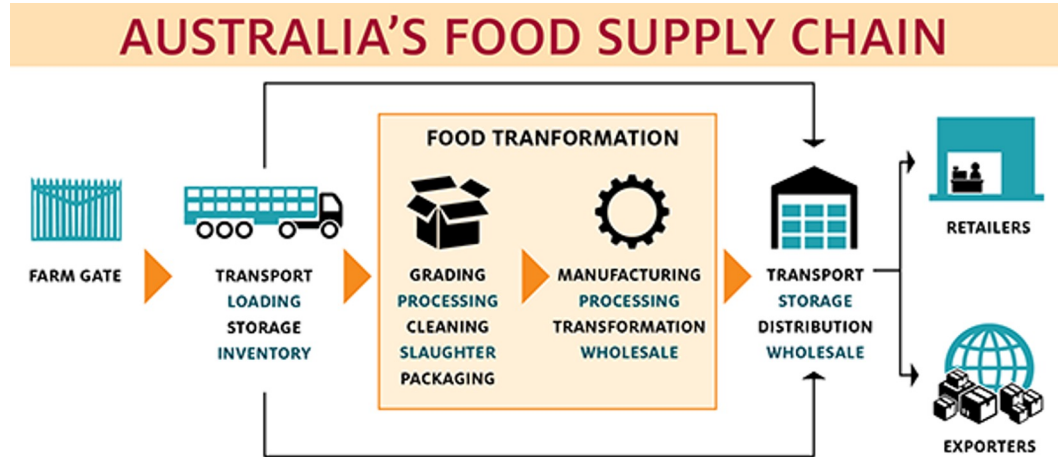 AUSTRALIA'S FOOD SUPPLY CHAIN
FOOD TRANFORMATION
FARM GATE
TRANSPORT
LOADING
STORAGE
INVENTORY
GRADING
PROCESSING
CLEANING
SLAUGHTER
PACKAGING
MANUFACTURING
PROCESSING
TRANSFORMATION
WHOLESALE
TRANSPORT
STORAGE
DISTRIBUTION
WHOLESALE
RETAILERS
EXPORTERS